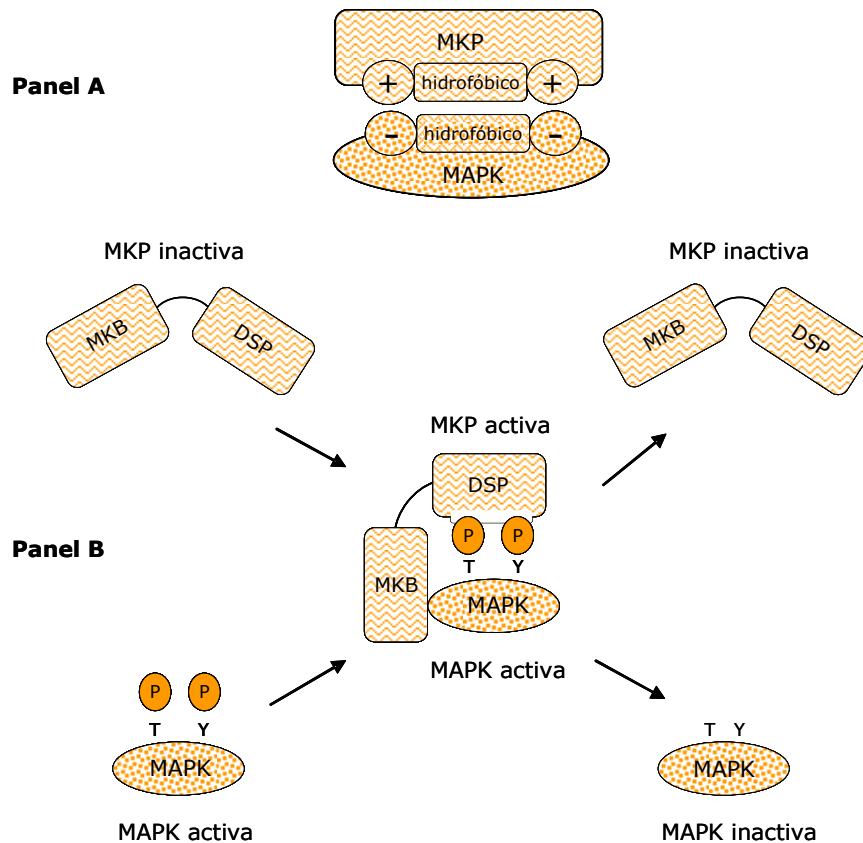 MKP
Panel A
+ hidrofóbico +
- hidrofóbico -
MAPK
MKP inactiva
MKP inactiva
MKB
DSP
MKB
DSP
MKP activa
DSP
P P
T Y
Panel B
MKB
MAPK
MAPK activa
P P
T Y
MAPK
MAPK activa
T Y
MAPK
MAPK inactiva